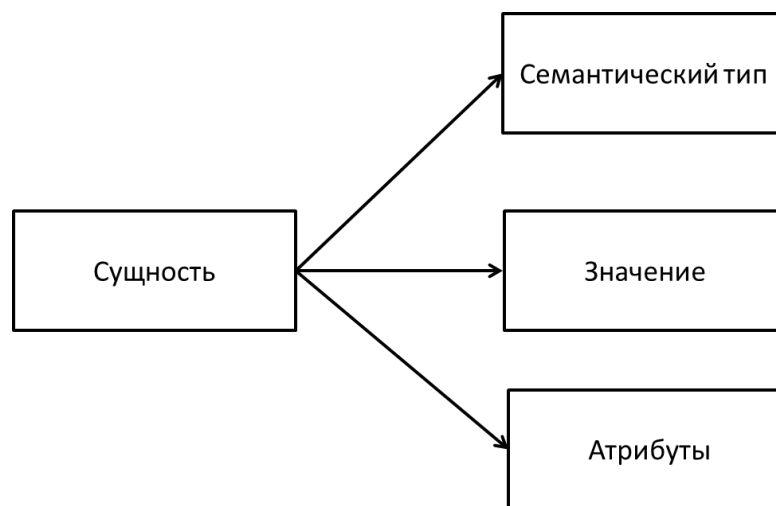 Семантический тип
Сущность
Значение
Атрибуты